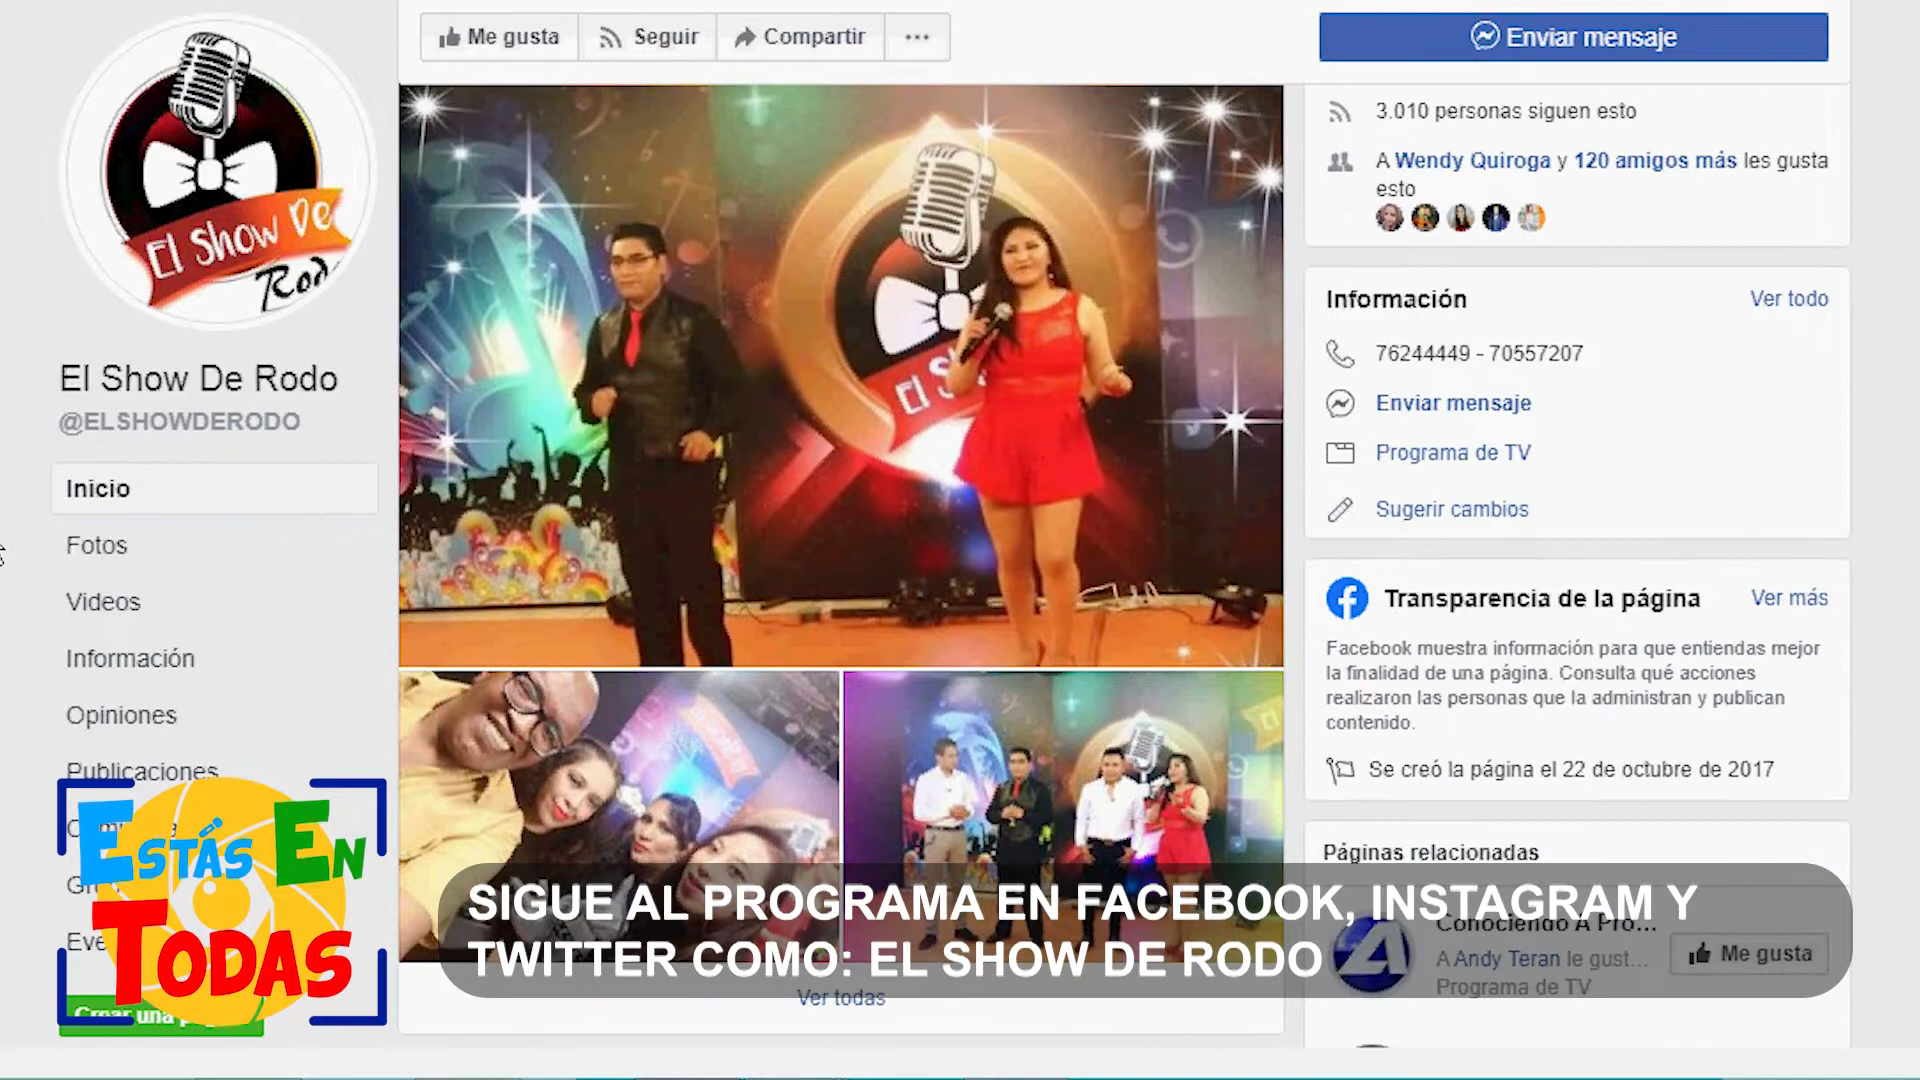 El Show De
Rodo
El Show De Rodo
@ELSHOWDERODO
Inicio
Fotos
Videos
Información
Opiniones
Publicaciones
ESTÁS EN
TODAS
Me gusta
Seguir
Compartir
Enviar mensaje
3.010 personas siguen esto
A Wendy Quiroga y 120 amigos más les gusta
esto
Información
Ver todo
76244449 - 70557207
Enviar mensaje
Programa de TV
Sugerir cambios
Transparencia de la página
Ver más
Facebook muestra información para que entiendas mejor
la finalidad de una página. Consulta qué acciones
realizaron las personas que la administran y publican
contenido.
Se creó la página el 22 de octubre de 2017
Páginas relacionadas
Conociendo A Pro...
A Andy Teran le gust...
Programa de TV
Me gusta
SIGUE AL PROGRAMA EN FACEBOOK, INSTAGRAM Y
TWITTER COMO: EL SHOW DE RODO
Ver todas
Crear una